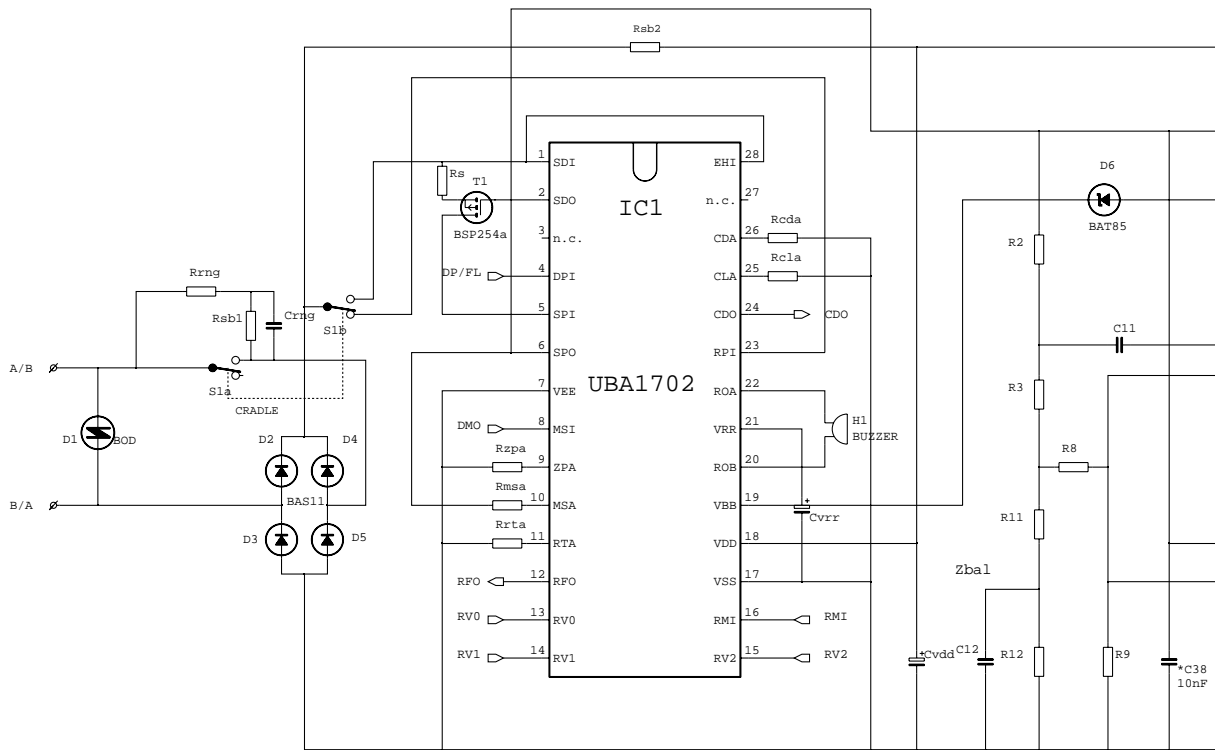 Rsb2
1
SDI
EHI
28
Rs
T1
D6
2
SDO
IC1
n.c.
27
BSP254a
Rcda
BAT85
3
n.c.
CDA
26
R2
Rrng
DP/FL
4
DPI
Rcla
CLA
25
Rsb1
Crng
S1b
5
SPI
CDO
24
CDO
C11
A/B
6
SPO
RPI
23
S1a
UBA1702
7
VEE
ROA
22
R3
CRADLE
H1
BUZZER
D1
BOD
D2
D4
DMO
8
MSI
VRR
21
Rzpa
9
ZPA
ROB
20
R8
BAS11
Rmsa
B/A
10
MSA
VBB
19
Cvrr
R11
D3
D5
Rrta
11
RTA
VDD
18
RFO
12
RFO
VSS
17
Zbal
RV0
13
RV0
RMI
16
RMI
RV1
14
RV1
RV2
15
RV2
+
Cvdd
C12
R12
R9
*C38
10nF